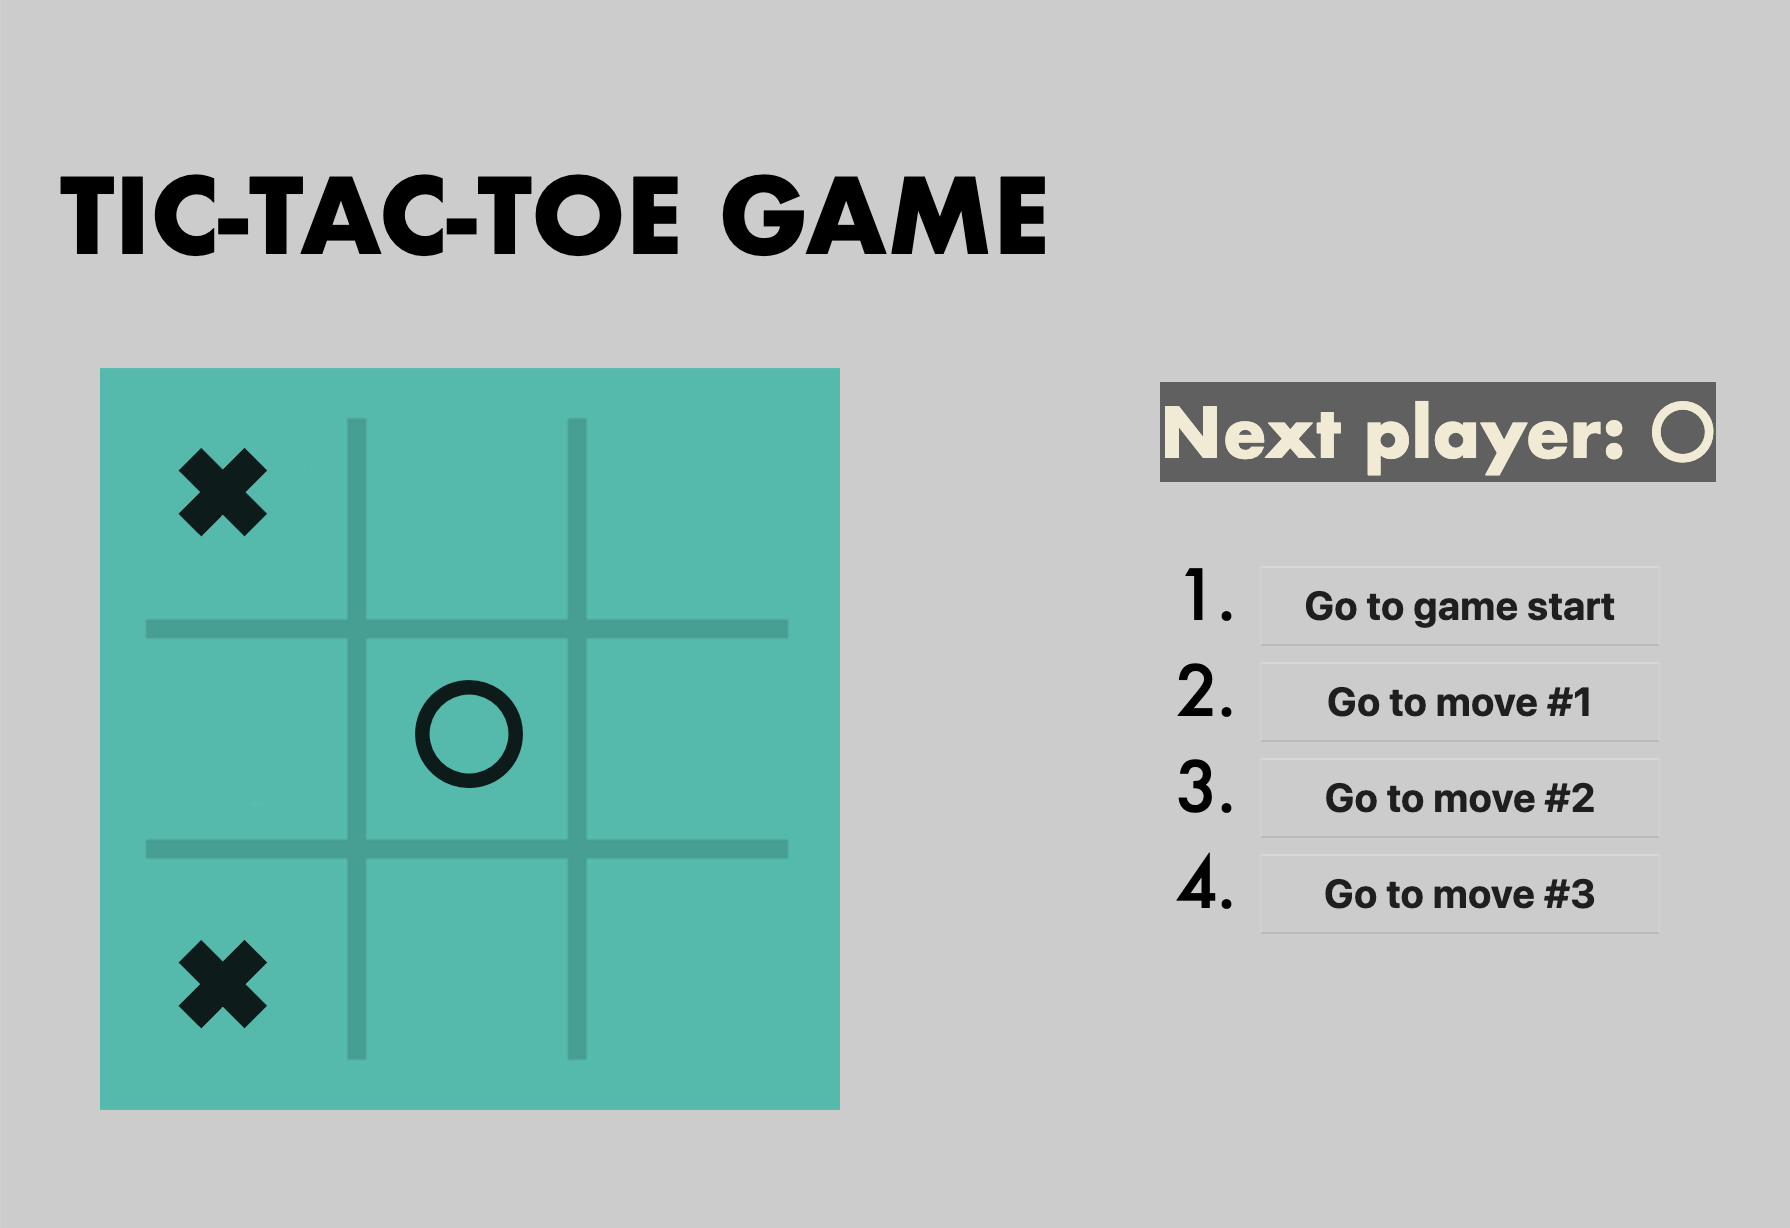 TIC-TAC-TOE GAME
Next player: O
1. Go to game start
2. Go to move #1
3. Go to move #2
4. Go to move #3